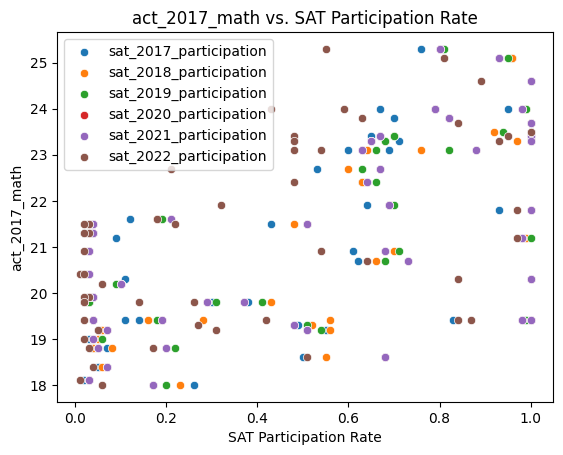 act_2017_math vs. SAT Participation Rate
sat_2017_participation
sat_2018_participation
sat_2019_participation
sat_2020_participation
sat_2021_participation
sat_2022_participation
25
24
23
22
21
20
19
18
act_2017_math
0.0 0.2 0.4 0.6 0.8 1.0
SAT Participation Rate